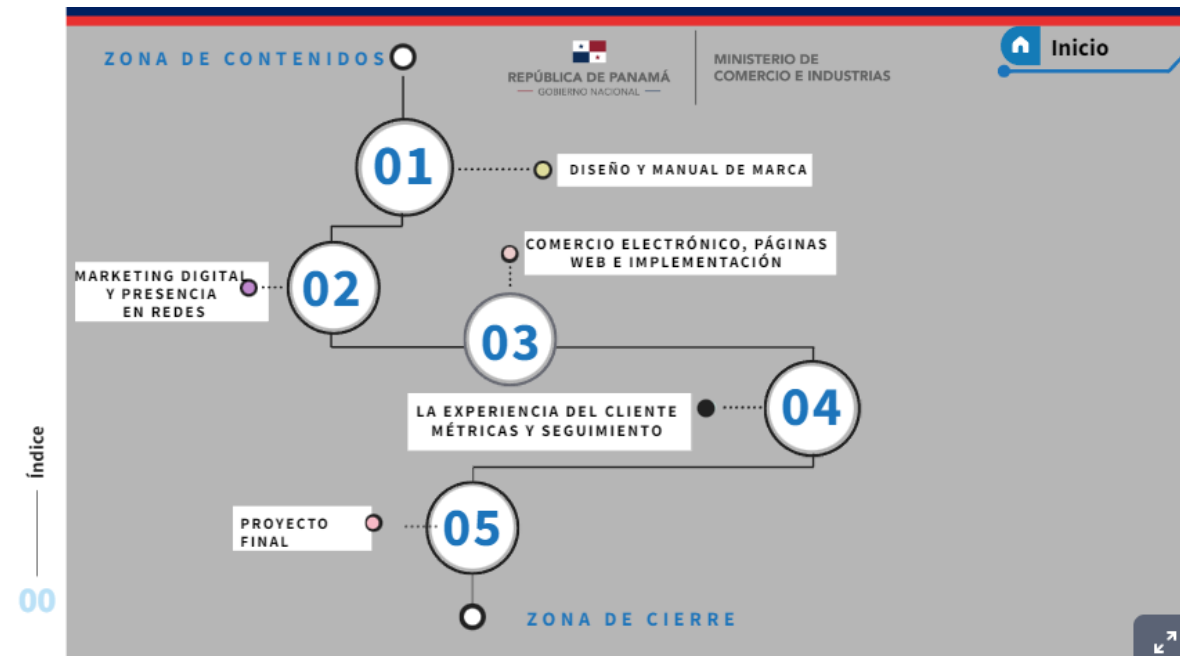 ZONA DE CONTENIDOS
REPÚBLICA DE PANAMÁ
GOBIERNO NACIONAL
MINISTERIO DE
COMERCIO E INDUSTRIAS
Inicio
01
DISEÑO Y MANUAL DE MARCA
MARKETING DIGITAL
Y PRESENCIA
EN REDES
02
COMERCIO ELECTRÓNICO, PÁGINAS
WEB E IMPLEMENTACIÓN
03
LA EXPERIENCIA DEL CLIENTE
MÉTRICAS Y SEGUIMIENTO
04
PROYECTO
FINAL
05
ZONA DE CIERRE
Índice
00